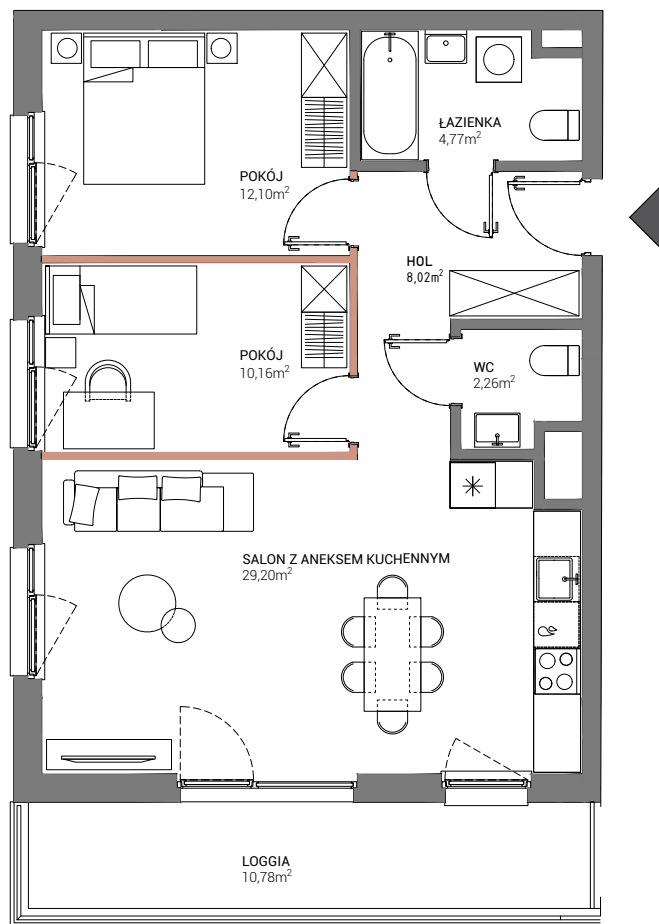 ŁAZIENKA
4,77m²
POKÓJ
12,10m²
HOL
8,02m²
POKÓJ
10,16m²
WC
2,26m²
SALON Z ANEKSEM KUCHENNYM
29,20m²
LOGGIA
10,78m²